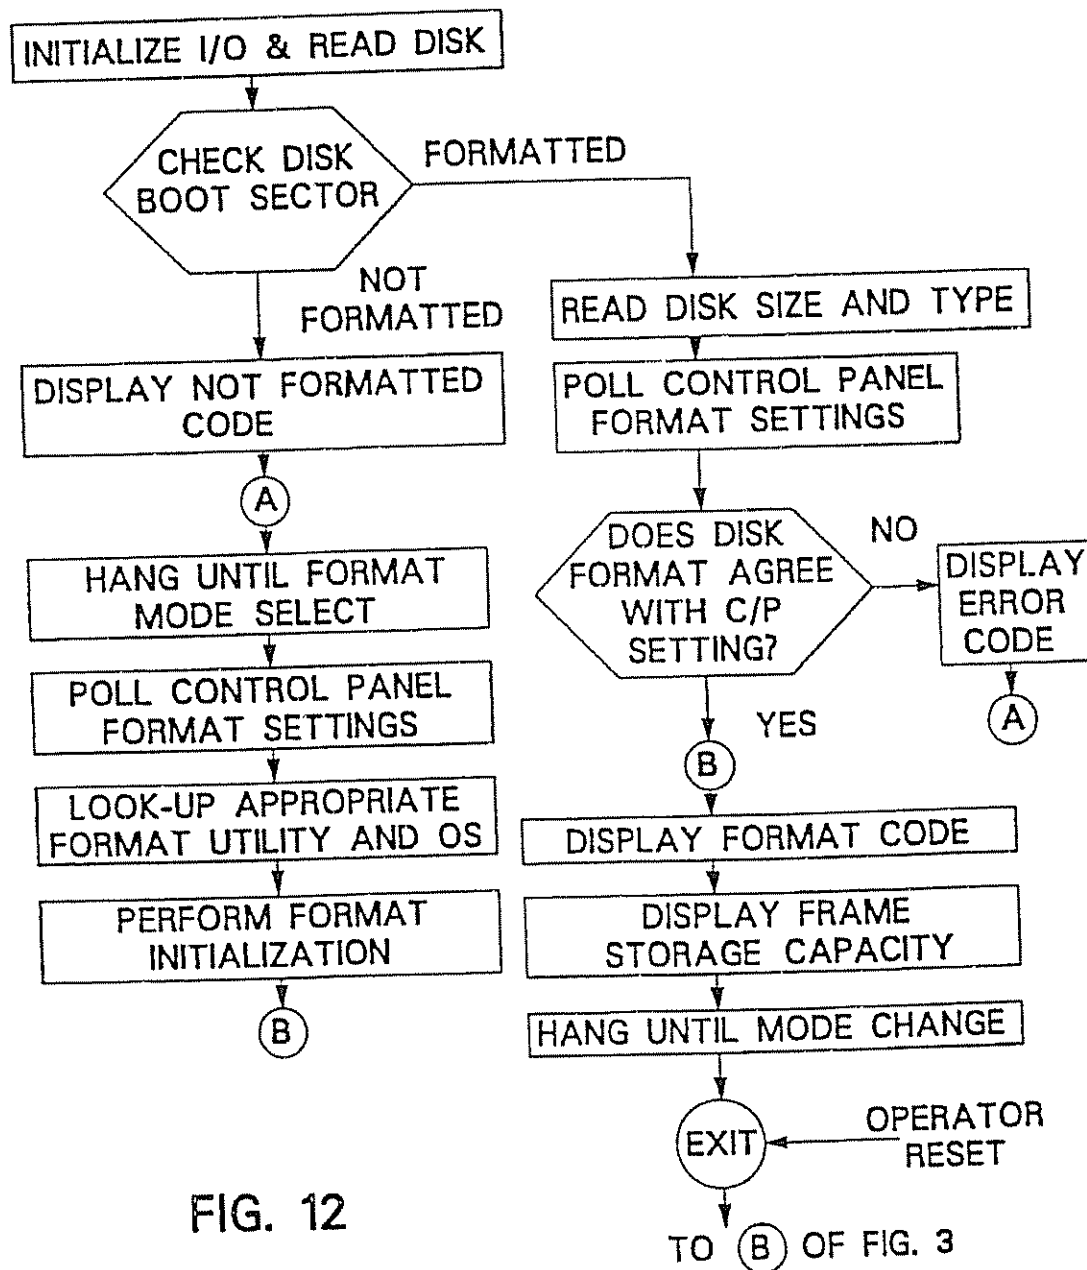 INITIALIZE I/O & READ DISK
CHECK DISK
BOOT SECTOR
FORMATTED
NOT
FORMATTED
DISPLAY NOT FORMATTED
CODE
A
HANG UNTIL FORMAT
MODE SELECT
POLL CONTROL PANEL
FORMAT SETTINGS
LOOK-UP APPROPRIATE
FORMAT UTILITY AND OS
PERFORM FORMAT
INITIALIZATION
B
READ DISK SIZE AND TYPE
POLL CONTROL PANEL
FORMAT SETTINGS
DOES DISK
FORMAT AGREE
WITH C/P
SETTING?
NO
DISPLAY
ERROR
CODE
A
YES
B
DISPLAY FORMAT CODE
DISPLAY FRAME
STORAGE CAPACITY
HANG UNTIL MODE CHANGE
EXIT
OPERATOR
RESET
TO B OF FIG. 3
FIG. 12